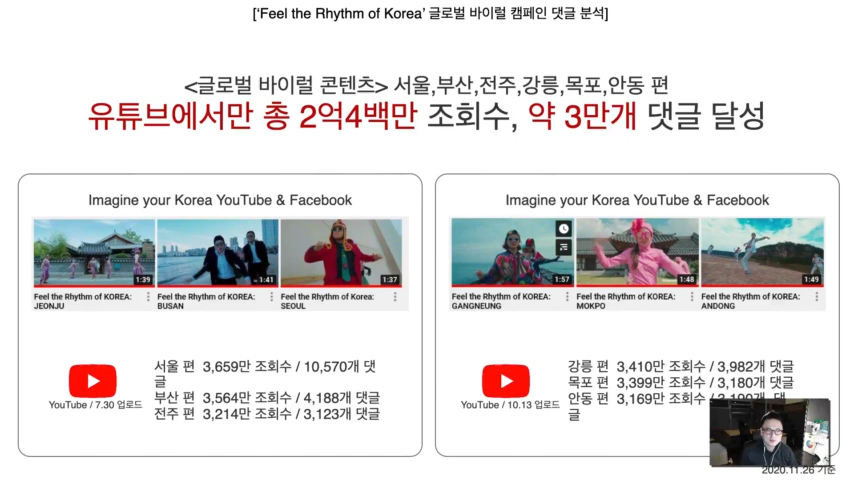 ['Feel the Rhythm of Korea' 글로벌 바이럴 캠페인 댓글 분석]
<글로벌 바이럴 콘텐츠> 서울,부산,전주,강릉,목포,안동 편
유튜브에서만 총 2억4백만 조회수, 약 3만개 댓글 달성
Imagine your Korea YouTube & Facebook
1:39
1:41
1:37
Feel the Rhythm of KOREA:
JEONJU
Feel the Rhythm of KOREA:
BUSAN
Feel the Rhythm of Korea:
SEOUL
YouTube / 7.30 업로드
서울 편 3,659만 조회수 / 10,570개 댓
글
부산 편 3,564만 조회수 / 4,188개 댓글
전주 편 3,214만 조회수 / 3,123개 댓글
Imagine your Korea YouTube & Facebook
1:57
1:48
1:49
Feel the Rhythm of KOREA:
GANGNEUNG
Feel the Rhythm of KOREA:
MOKPO
Feel the Rhythm of KOREA:
ANDONG
YouTube / 10.13 업로드
강릉 편 3,410만 조회수 / 3,982개 댓글
목포 편 3,399만 조회수 / 3,180개 댓글
안동 편 3,169만 조회수 / 댓
글
2020.11.26 기준